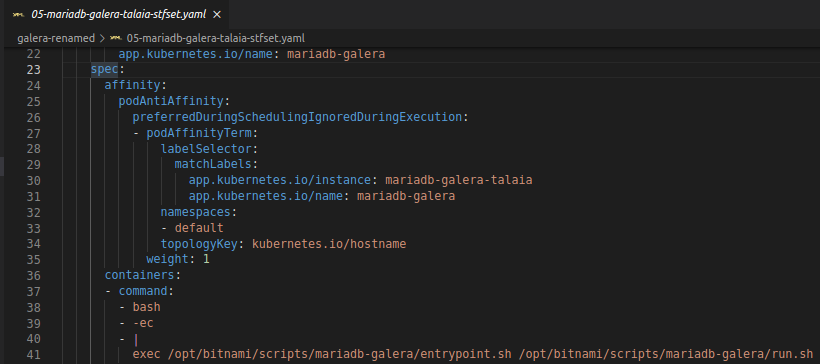 05-mariadb-galera-talaia-stfset.yaml ×
galera-renamed > 05-mariadb-galera-talaia-stfset.yaml
22 app.kubernetes.io/name: mariadb-galera
23 spec:
24 affinity:
25 podAntiAffinity:
26 preferredDuringSchedulingIgnoredDuringExecution:
27 - podAffinityTerm:
28 labelSelector:
29 matchLabels:
30 app.kubernetes.io/instance: mariadb-galera-talaia
31 app.kubernetes.io/name: mariadb-galera
32 namespaces:
33 - default
34 topologyKey: kubernetes.io/hostname
35 weight: 1
36 containers:
37 - command:
38 - bash
39 - -ec
40 - |
41 exec /opt/bitnami/scripts/mariadb-galera/entrypoint.sh /opt/bitnami/scripts/mariadb-galera/run.sh